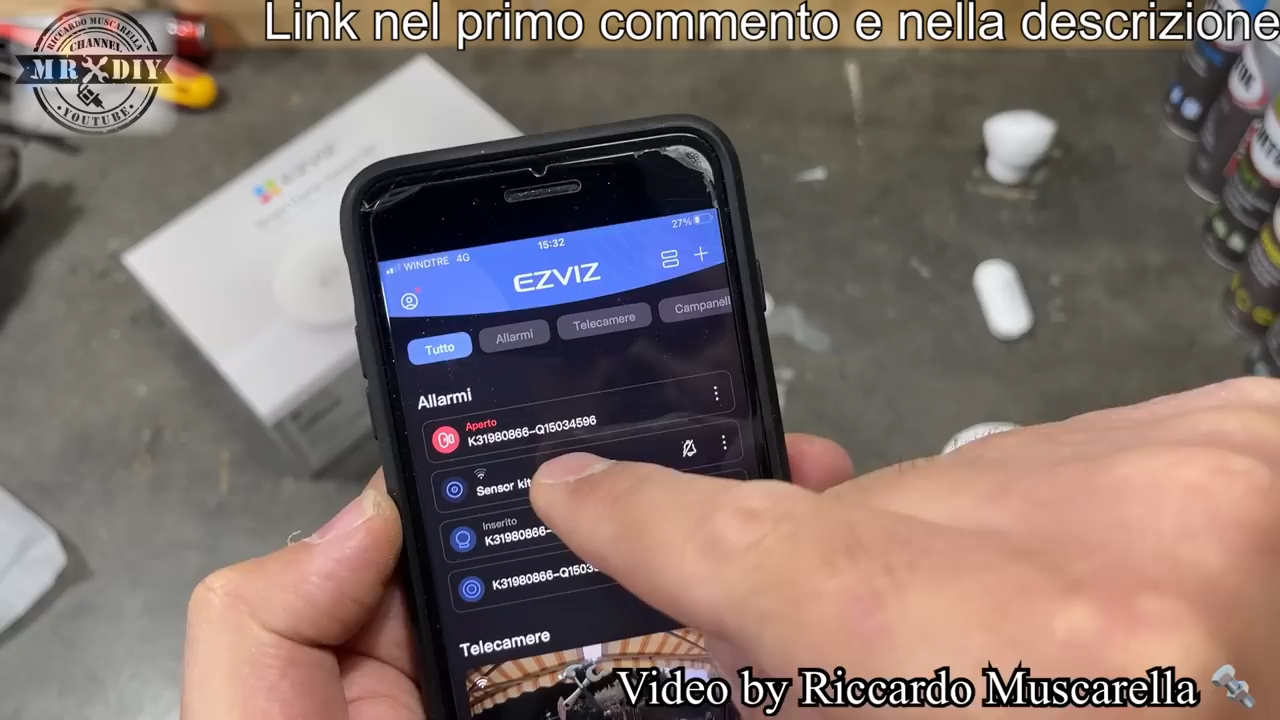 Link nel primo commento e nella descrizione
RICCARDO MUSCARELLA
CHANNEL
MR DIY
YOUTUBE
ezviz
WINDTRE 4G
15:32
27%
EZVIZ
Tutto
Allarmi
Telecamere
Campanell
Allarmi
Aperto
K31980866-Q15034596
Sensor kit
Inserito
K31980866-
K31980866-Q1503
Telecamere
Video by Riccardo Muscarella